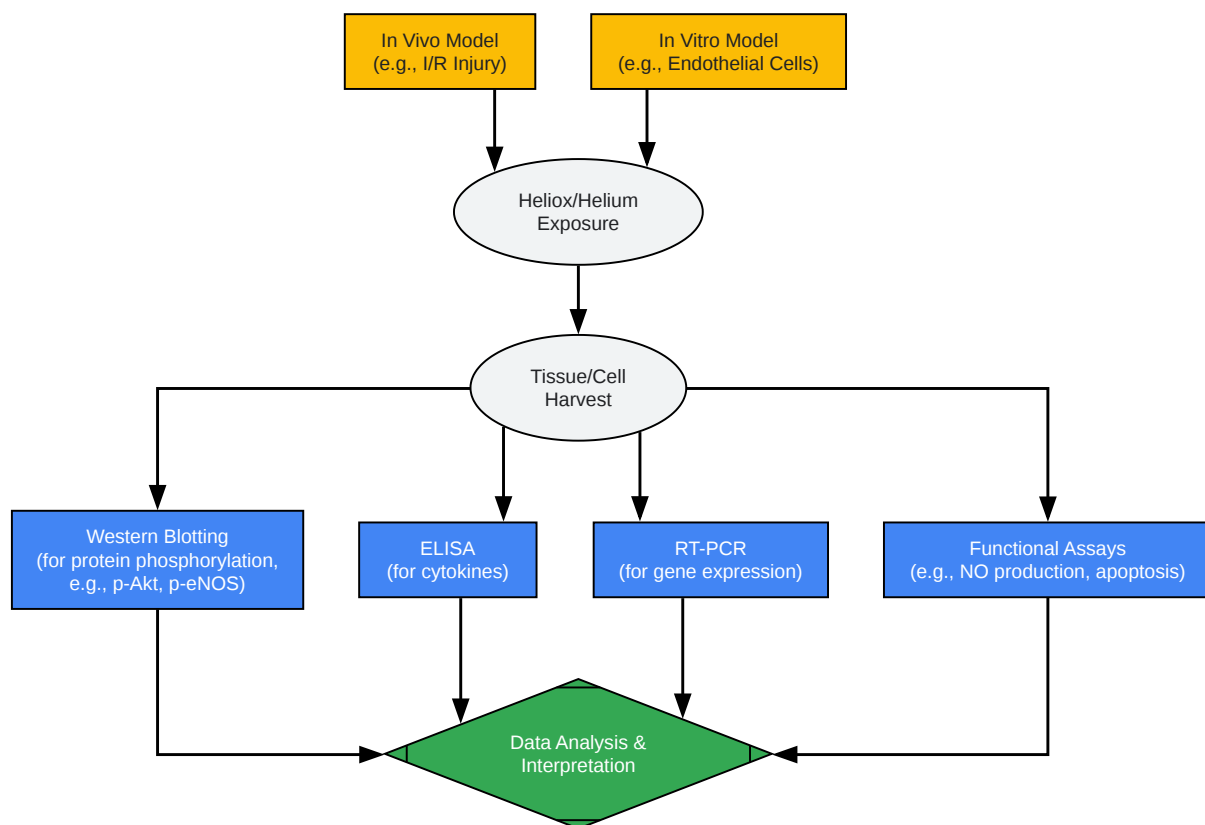 In Vivo Model
(e.g., I/R Injury)
In Vitro Model
(e.g., Endothelial Cells)
Heliox/Helium
Exposure
Tissue/Cell
Harvest
Western Blotting
(for protein phosphorylation,
e.g., p-Akt, p-eNOS)
ELISA
(for cytokines)
RT-PCR
(for gene expression)
Functional Assays
(e.g., NO production, apoptosis)
Data Analysis &
Interpretation